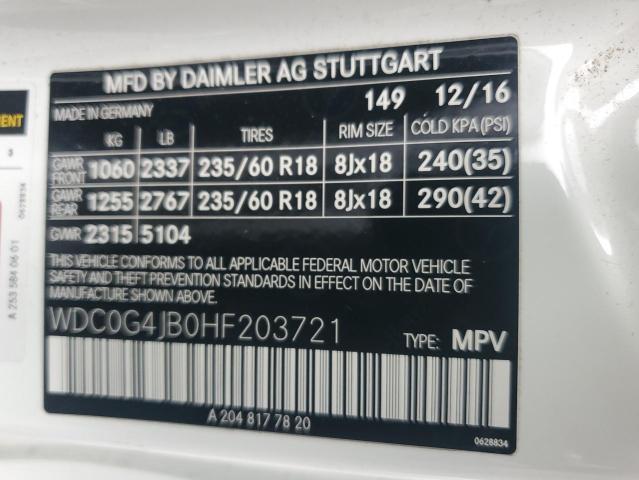 MFD BY DAIMLER AG STUTTGART
MADE IN GERMANY 149 12/16
KG LB TIRES RIM SIZE COLD KPA(PSI)
GAWR FRONT 1060 2337 235/60 R18 8Jx18 240(35)
GAWR REAR 1255 2767 235/60 R18 8Jx18 290(42)
GVWR 2315 5104
THIS VEHICLE CONFORMS TO ALL APPLICABLE FEDERAL MOTOR VEHICLE
SAFETY AND THEFT PREVENTION STANDARDS IN EFFECT ON THE DATE OF
MANUFACTURE SHOWN ABOVE.
WDC0G4JB0HF203721
TYPE: MPV
A 204 817 78 20
0628834
0628834
A 253 584 06 01